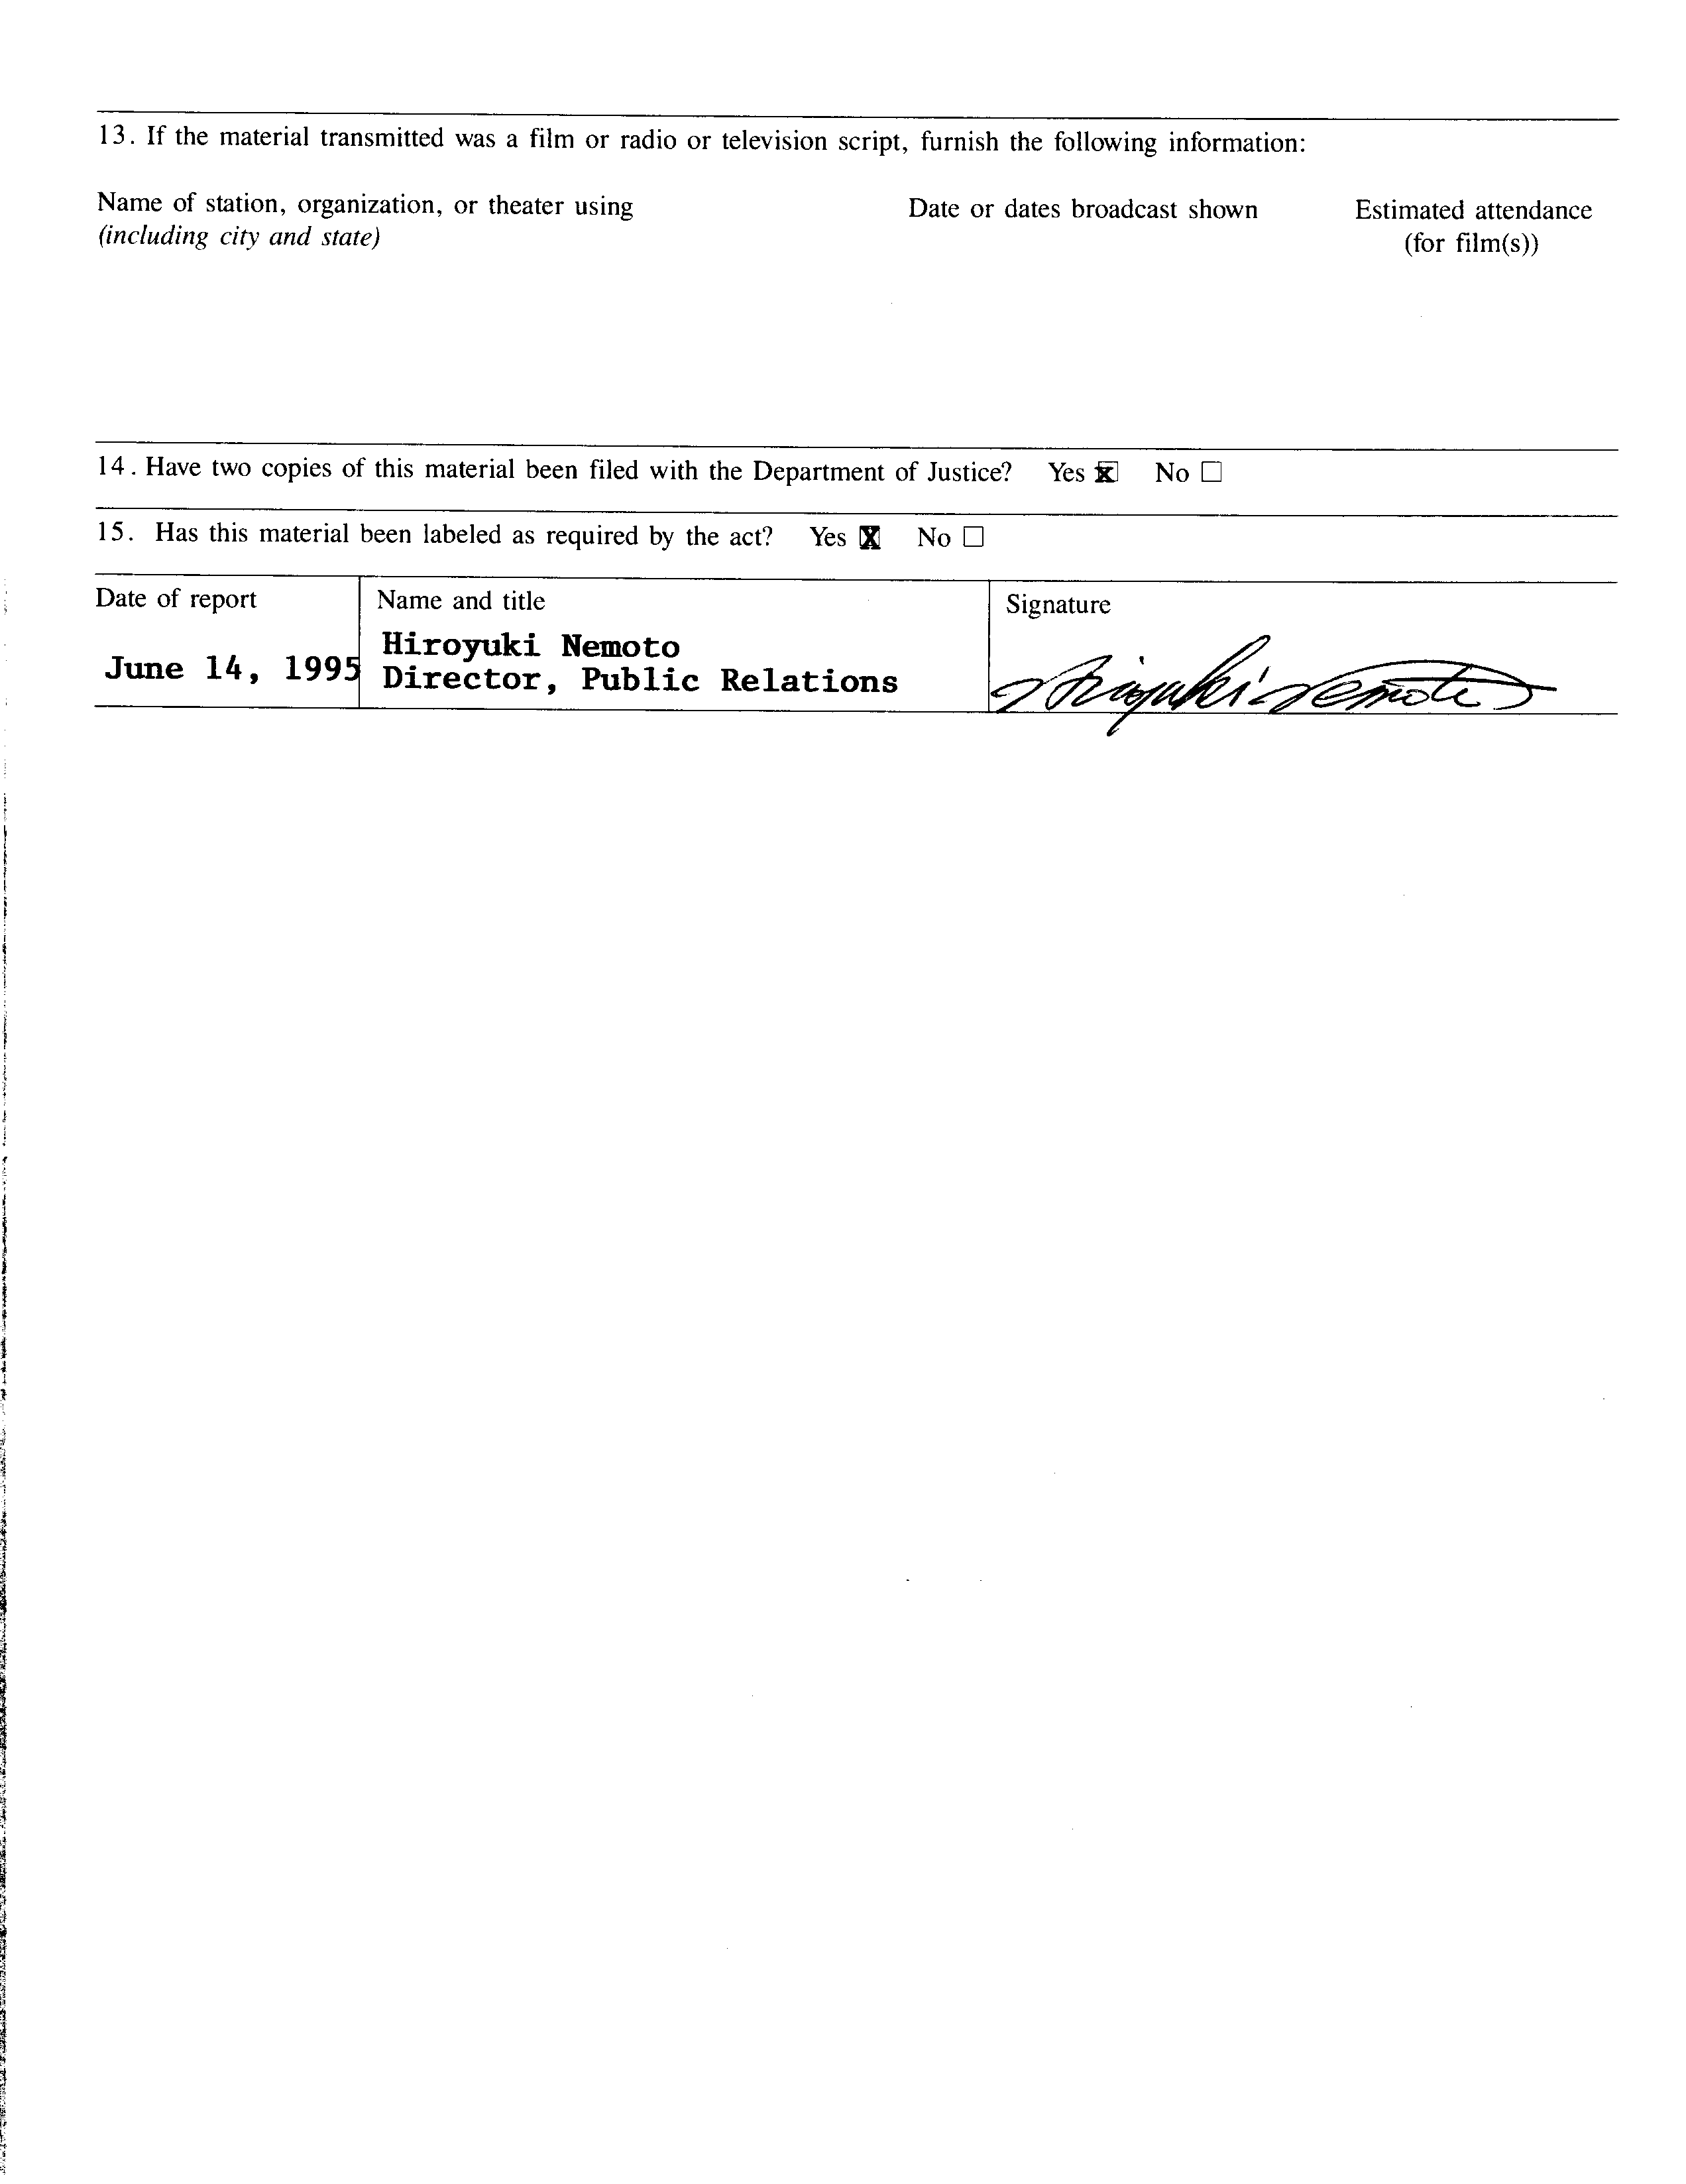 13. If the material transmitted was a film or radio or television script, furnish the following information:
Name of station, organization, or theater using
(including city and state)
Date or dates broadcast shown
Estimated attendance
(for film(s))
14. Have two copies of this material been filed with the Department of Justice? Yes ☒ No ☐
15. Has this material been labeled as required by the act? Yes ☒ No ☐
Date of report
June 14, 1995
Name and title
Hiroyuki Nemoto
Director, Public Relations
Signature
Hiroyuki Nemoto